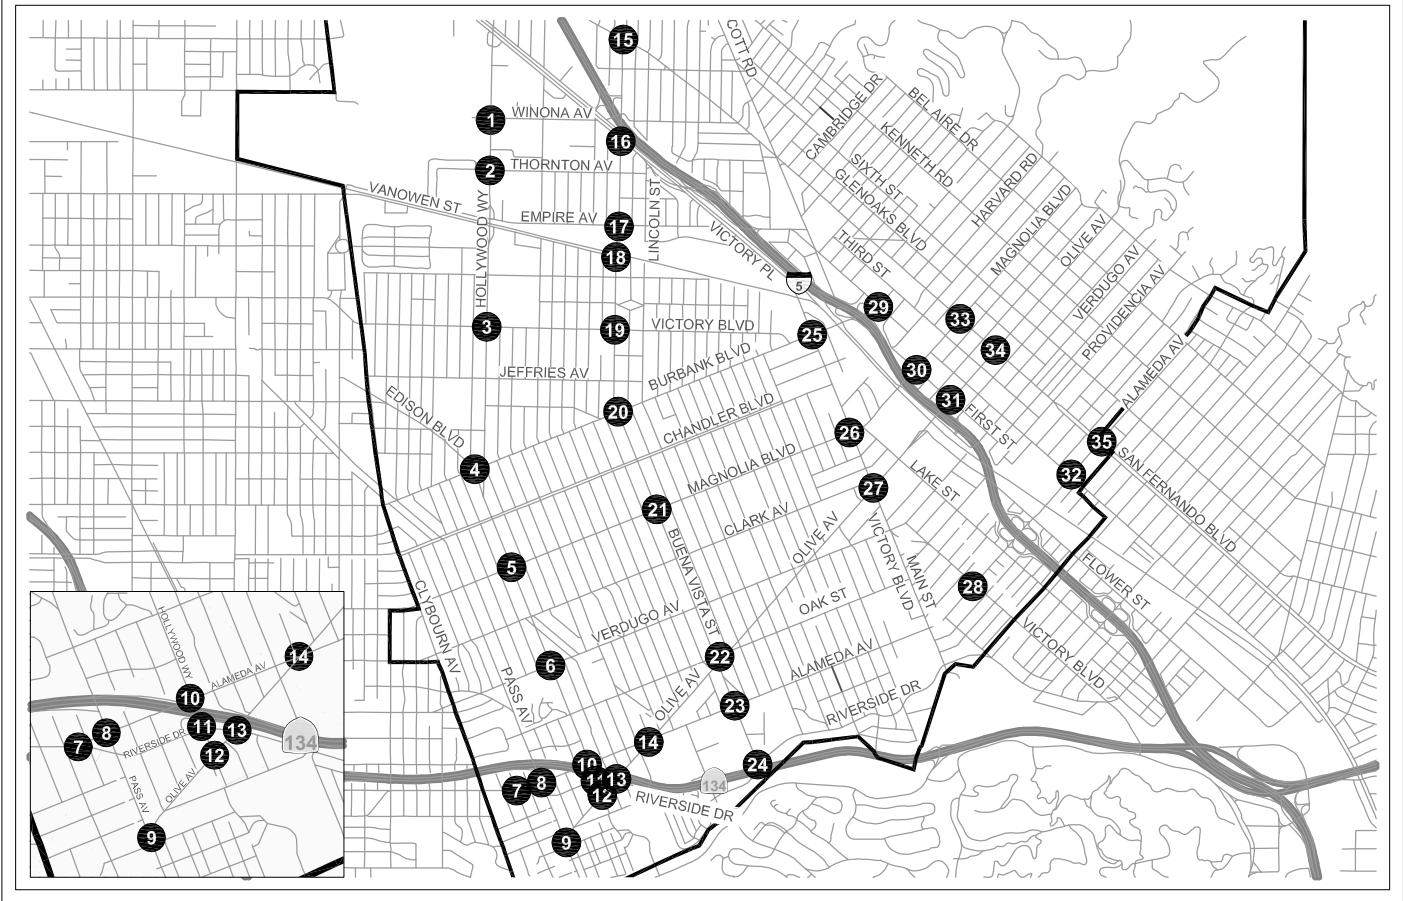 15
COTT RD
CAMBRIDGE DR
BEL AIRE DR
1
WINONA AV
16
KENNETH RD
2
THORNTON AV
SIXTH ST
GLENOAKS BLVD
HARVARD RD
VANOWEN ST
HOLLYWOOD WY
LINCOLN ST
MAGNOLIA BLVD
EMPIRE AV
17
VICTORY PL
THIRD ST
OLIVE AV
18
VERDUGO AV
5
PROVIDENCIA AV
29
3
19
VICTORY BLVD
25
33
34
JEFFRIES AV
BURBANK BLVD
30
ALAMEDA AV
EDISON BLVD
20
CHANDLER BLVD
31
FIRST ST
26
35
4
MAGNOLIA BLVD
LAKE ST
32
SAN FERNANDO BLVD
21
CLARK AV
27
OLIVE AV
BUENA VISTA ST
VICTORY BLVD
MAIN ST
5
28
FLOWER ST
CLYBOURN AV
VERDUGO AV
OAK ST
VICTORY BLVD
6
22
ALAMEDA AV
PASS AV
OLIVE AV
23
RIVERSIDE DR
14
10
24
7
8
11
13
12
134
RIVERSIDE DR
9
HOLLYWOOD WY
14
ALAMEDA AV
10
11
13
8
7
RIVERSIDE DR
134
12
PASS AV
OLIVE AV
9